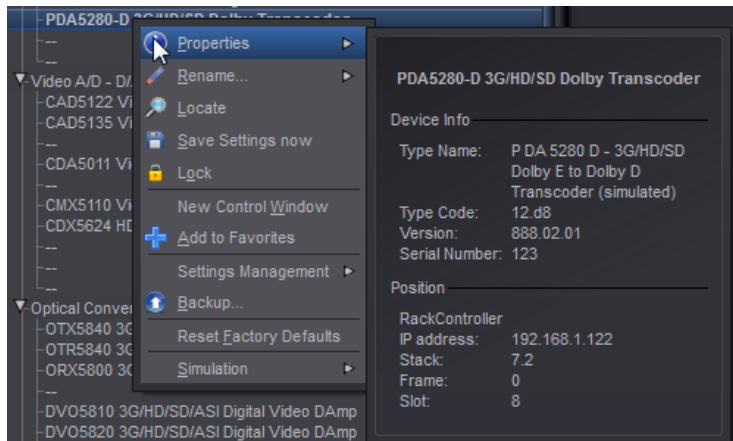 PDA5280-D 3G/HD/SD Dolby Transcoder
--
--
Video A/D - D/
CAD5122 Vi
CAD5135 Vi
--
CDA5011 Vi
--
CMX5110 Vi
CDX5624 HD
--
--
--
Optical Conver
OTX5840 3G
OTR5840 3G
ORX5800 3G
--
DVO5810 3G/HD/SD/ASI Digital Video DAmp
DVO5820 3G/HD/SD/ASI Digital Video DAmp
Properties
Rename...
Locate
Save Settings now
Lock
New Control Window
Add to Favorites
Settings Management
Backup...
Reset Factory Defaults
Simulation
PDA5280-D 3G/HD/SD Dolby Transcoder
Device Info
Type Name: P DA 5280 D - 3G/HD/SD
Dolby E to Dolby D
Transcoder (simulated)
Type Code: 12.d8
Version: 888.02.01
Serial Number: 123
Position
RackController
IP address: 192.168.1.122
Stack: 7.2
Frame: 0
Slot: 8